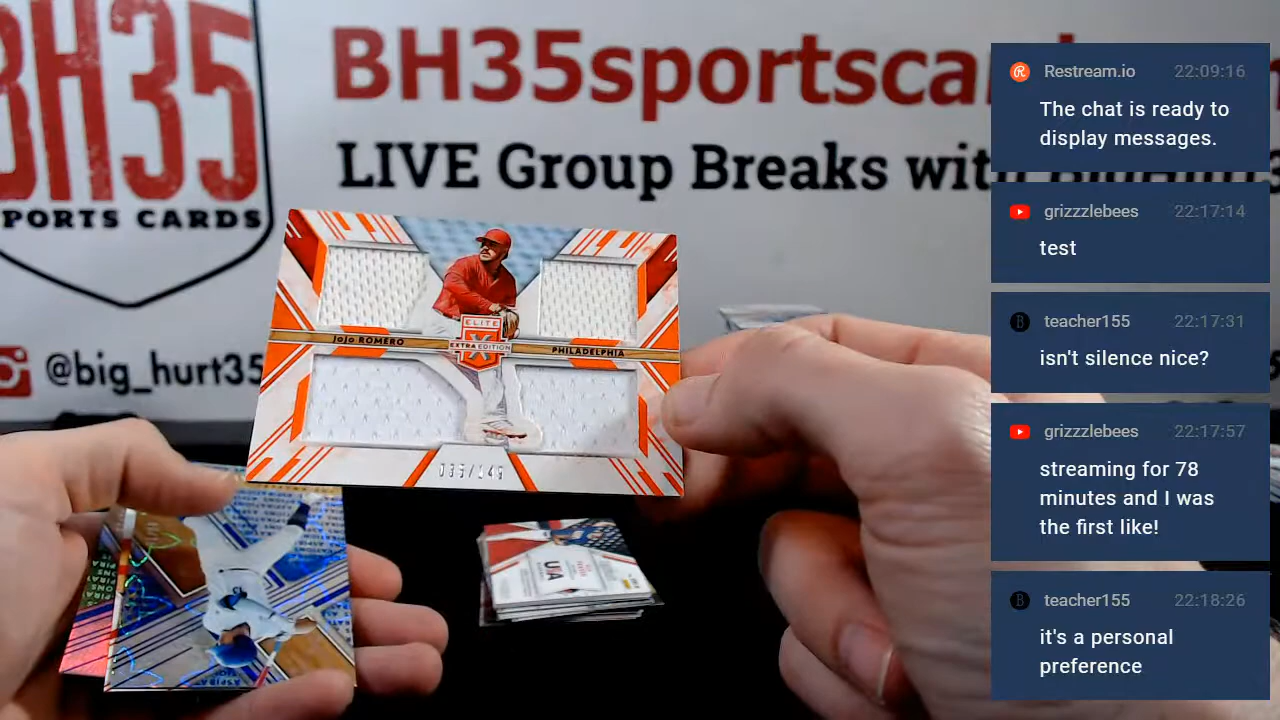 BH35
SPORTS CARDS
BH35sportscar
LIVE Group Breaks with
@big_hurt35
ELITE
EXTRA EDITION
JoJo ROMERO
PHILADELPHIA
USA
Restream.io 22:09:16
The chat is ready to
display messages.
grizzzlebees 22:17:14
test
teacher155 22:17:31
isn't silence nice?
grizzzlebees 22:17:57
streaming for 78
minutes and I was
the first like!
teacher155 22:18:26
it's a personal
preference